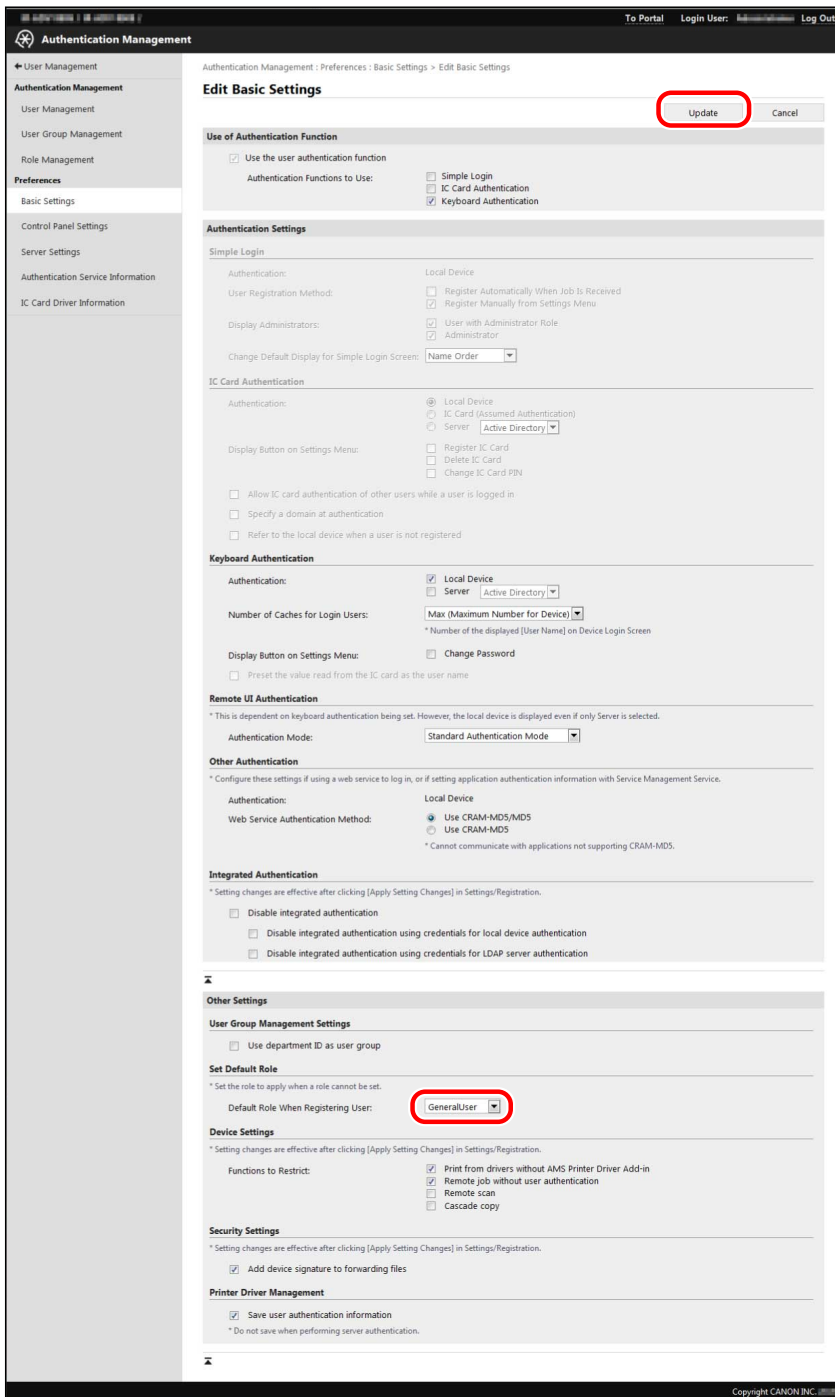 To Portal Login User: Log Out
Authentication Management
User Management
Authentication Management : Preferences : Basic Settings > Edit Basic Settings
Authentication Management
Edit Basic Settings
User Management
Update Cancel
User Group Management
Use of Authentication Function
Role Management
Use the user authentication function
Preferences
Authentication Functions to Use: Simple Login
IC Card Authentication
Basic Settings
Keyboard Authentication
Control Panel Settings
Authentication Settings
Server Settings
Simple Login
Authentication Service Information
Authentication: Local Device
IC Card Driver Information
User Registration Method: Register Automatically When Job Is Received
Register Manually from Settings Menu
Display Administrators: User with Administrator Role
Administrator
Change Default Display for Simple Login Screen: Name Order
IC Card Authentication
Authentication: Local Device
IC Card (Assumed Authentication)
Server Active Directory
Display Button on Settings Menu: Register IC Card
Delete IC Card
Change IC Card PIN
Allow IC card authentication of other users while a user is logged in
Specify a domain at authentication
Refer to the local device when a user is not registered
Keyboard Authentication
Authentication: Local Device
Server Active Directory
Number of Caches for Login Users: Max (Maximum Number for Device)
* Number of the displayed [User Name] on Device Login Screen
Display Button on Settings Menu: Change Password
Preset the value read from the IC card as the user name
Remote UI Authentication
* This is dependent on keyboard authentication being set. However, the local device is displayed even if only Server is selected.
Authentication Mode: Standard Authentication Mode
Other Authentication
* Configure these settings if using a web service to log in, or if setting application authentication information with Service Management Service.
Authentication: Local Device
Web Service Authentication Method: Use CRAM-MD5/MD5
Use CRAM-MD5
* Cannot communicate with applications not supporting CRAM-MD5.
Integrated Authentication
* Setting changes are effective after clicking [Apply Setting Changes] in Settings/Registration.
Disable integrated authentication
Disable integrated authentication using credentials for local device authentication
Disable integrated authentication using credentials for LDAP server authentication
Other Settings
User Group Management Settings
Use department ID as user group
Set Default Role
* Set the role to apply when a role cannot be set.
Default Role When Registering User: GeneralUser
Device Settings
* Setting changes are effective after clicking [Apply Setting Changes] in Settings/Registration.
Functions to Restrict: Print from drivers without AMS Printer Driver Add-in
Remote job without user authentication
Remote scan
Cascade copy
Security Settings
* Setting changes are effective after clicking [Apply Setting Changes] in Settings/Registration.
Add device signature to forwarding files
Printer Driver Management
Save user authentication information
* Do not save when performing server authentication.
Copyright CANON INC.